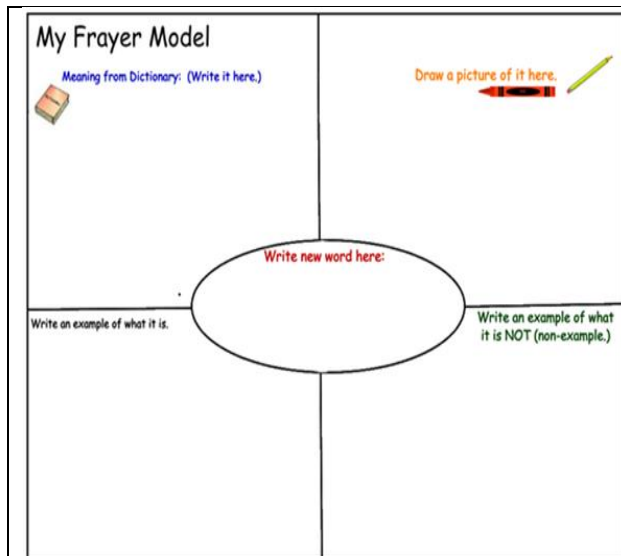 My Frayer Model
Meaning from Dictionary: (Write it here.)
Draw a picture of it here.
Write new word here:
Write an example of what it is.
Write an example of what
it is NOT (non-example.)